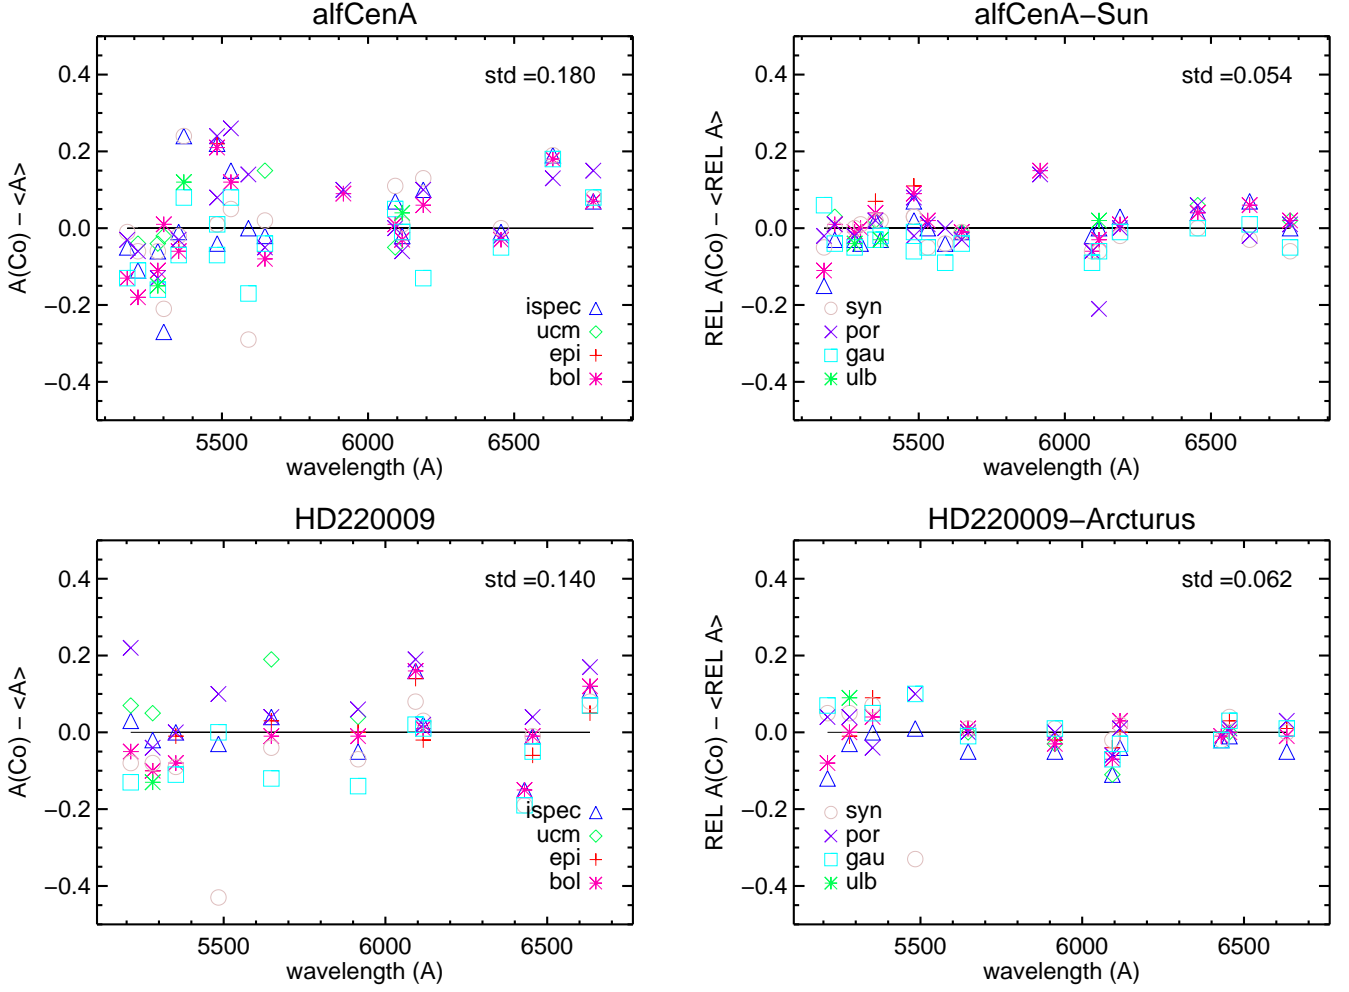 alfCenA
std =0.180
A(Co) − <A>
0.4
0.2
0.0
−0.2
−0.4
ispec
ucm
epi
bol
5500 6000 6500
wavelength (A)
alfCenA−Sun
std =0.054
REL A(Co) − <REL A>
0.4
0.2
0.0
−0.2
−0.4
syn
por
gau
ulb
5500 6000 6500
wavelength (A)
HD220009
std =0.140
A(Co) − <A>
0.4
0.2
0.0
−0.2
−0.4
ispec
ucm
epi
bol
5500 6000 6500
wavelength (A)
HD220009−Arcturus
std =0.062
REL A(Co) − <REL A>
0.4
0.2
0.0
−0.2
−0.4
syn
por
gau
ulb
5500 6000 6500
wavelength (A)